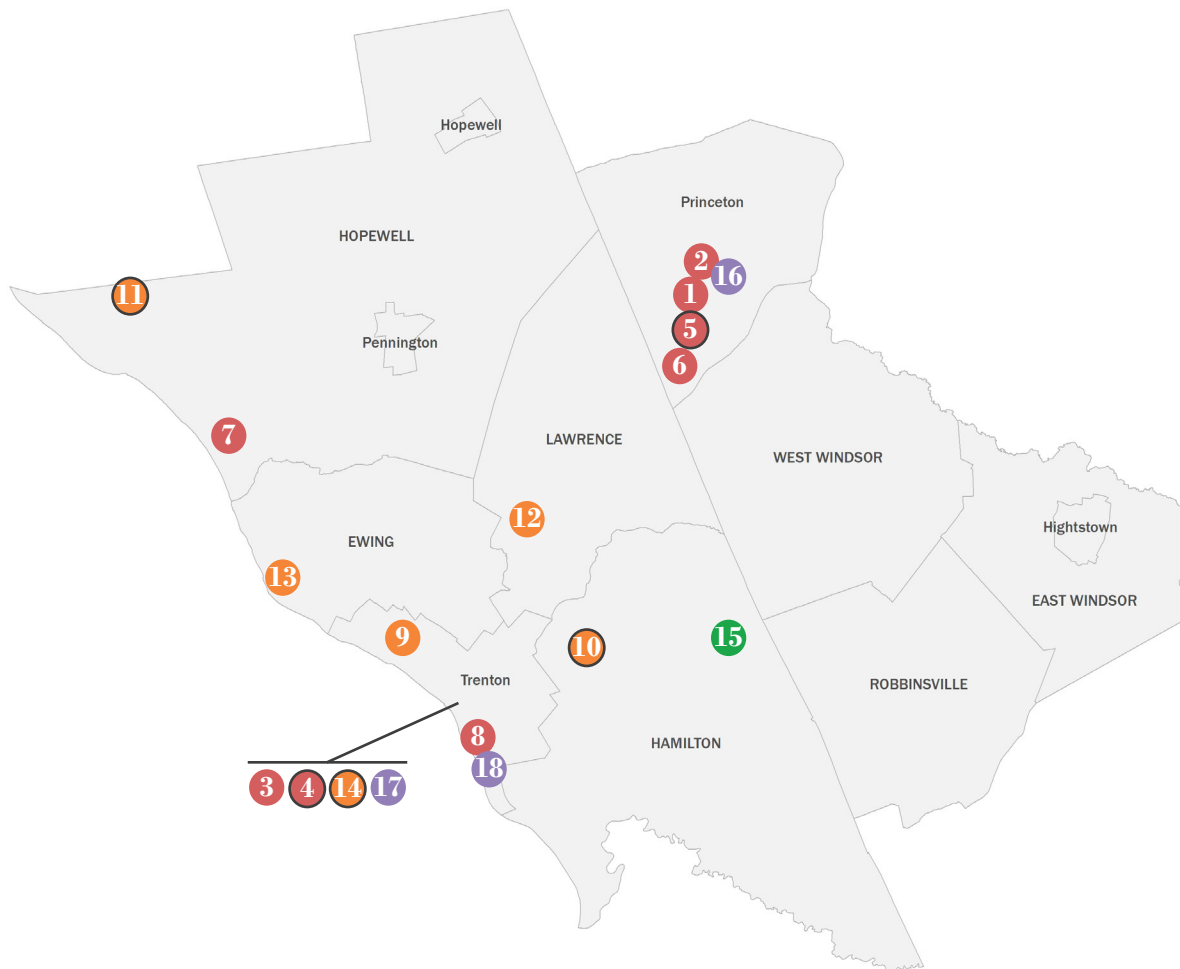 Hopewell
Princeton
HOPEWELL
2
16
11
1
5
Pennington
6
7
LAWRENCE
WEST WINDSOR
12
Hightstown
EWING
13
EAST WINDSOR
9
15
10
Trenton
ROBBINSVILLE
8
HAMILTON
18
3 4 14 17